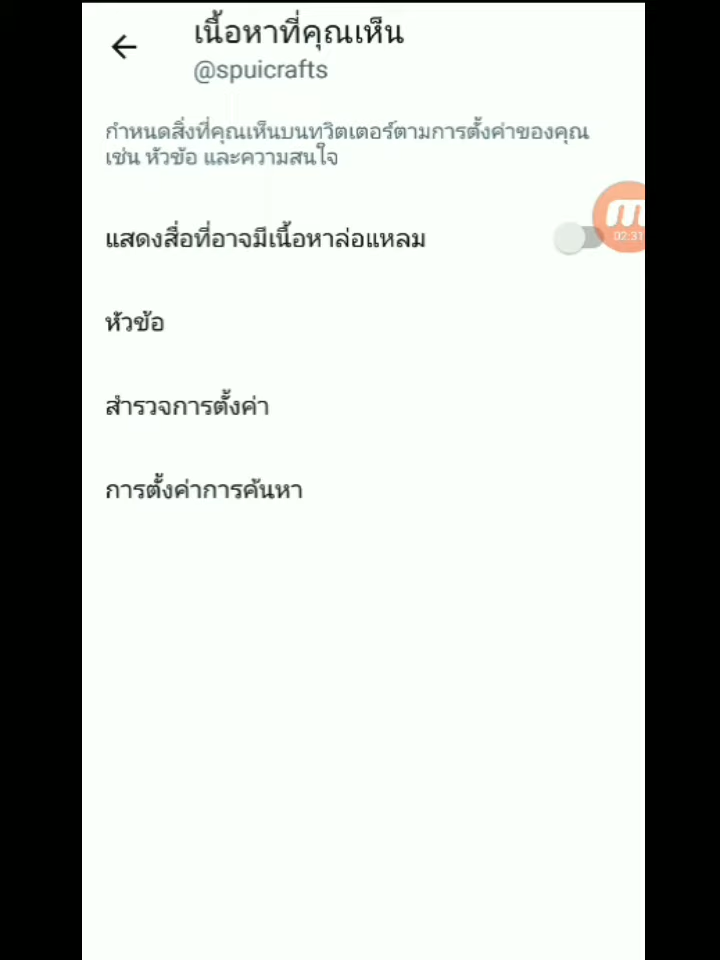 เนื้อหาที่คุณเห็น
@spuicrafts
กำหนดสิ่งที่คุณเห็นบนทวิตเตอร์ตามการตั้งค่าของคุณ
เช่น หัวข้อ และความสนใจ
แสดงสื่อที่อาจมีเนื้อหาล่อแหลม
02:31
หัวข้อ
สำรวจการตั้งค่า
การตั้งค่าการค้นหา